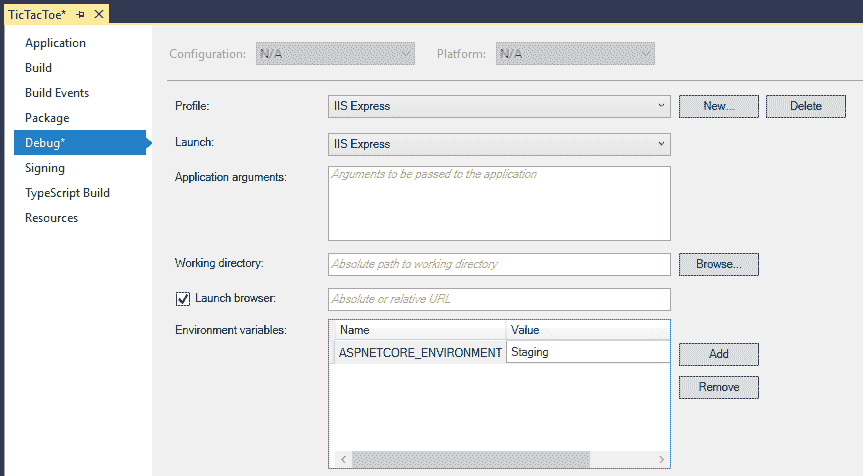 TicTacToe*
Application
Build
Build Events
Package
Debug*
Signing
TypeScript Build
Resources
Configuration: N/A Platform: N/A
Profile: IIS Express New... Delete
Launch: IIS Express
Application arguments: Arguments to be passed to the application
Working directory: Absolute path to working directory Browse...
Launch browser: Absolute or relative URL
Environment variables: Name Value
ASPNETCORE_ENVIRONMENT Staging Add
Remove